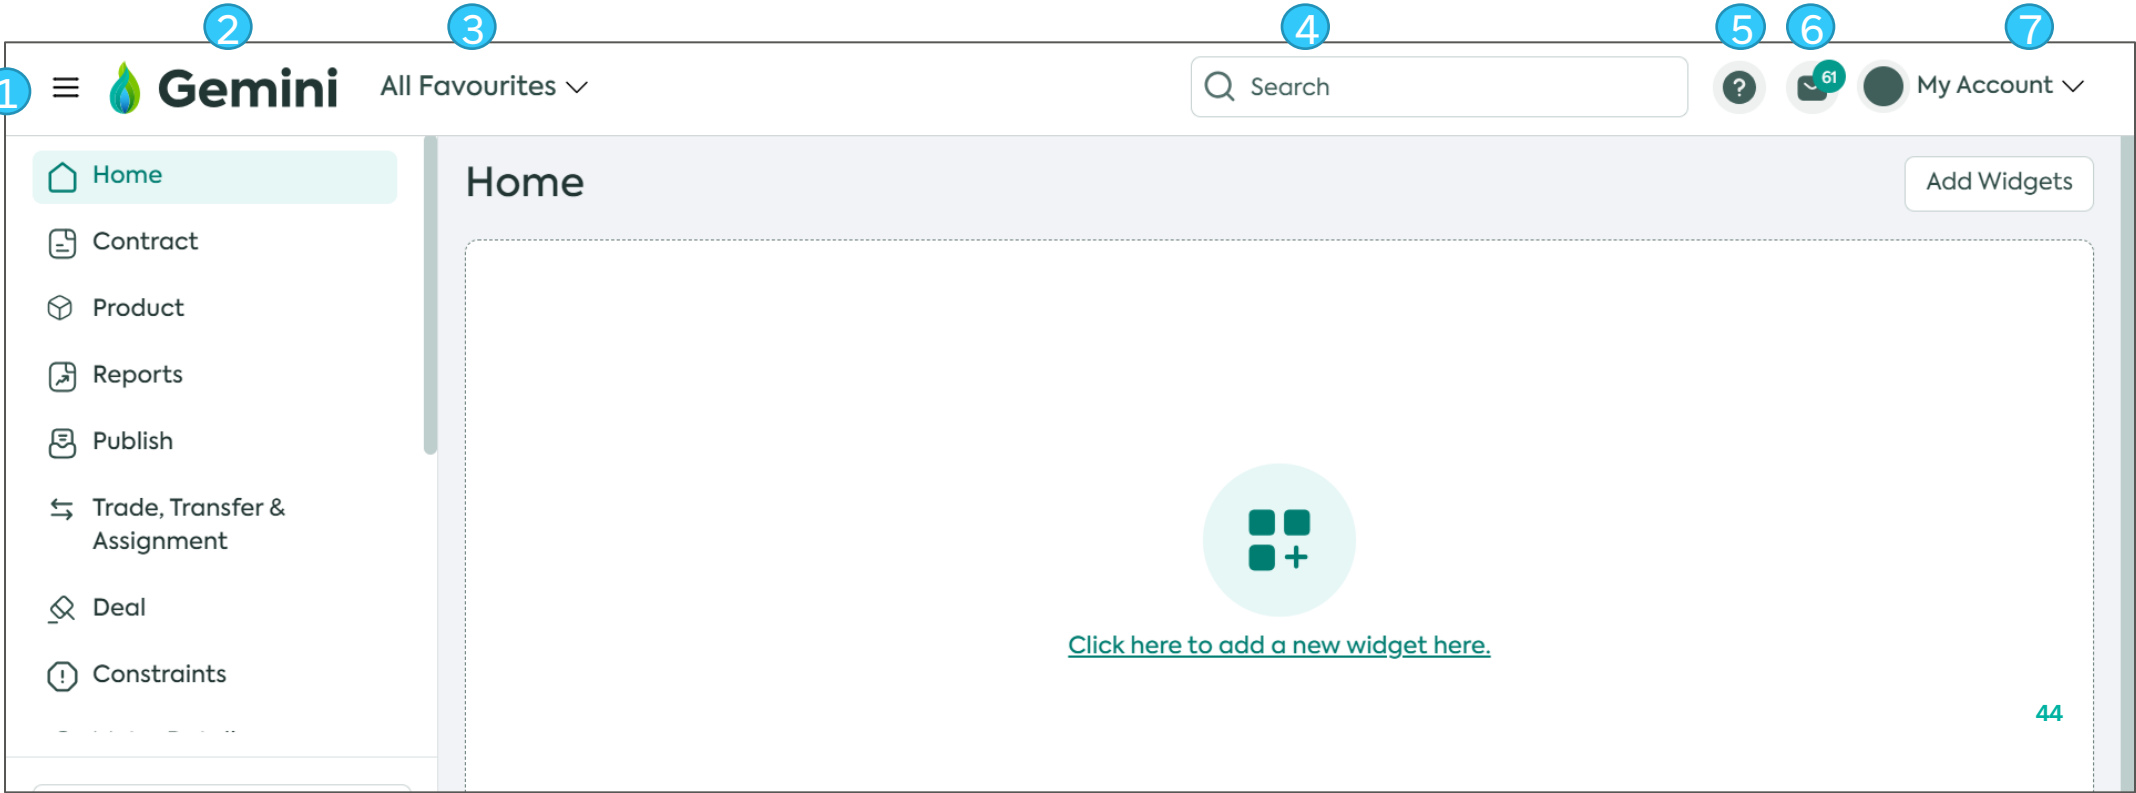 2 3 4 5 6 7
1 Gemini All Favourites Search ? 61 My Account
Home
Contract
Product
Reports
Publish
Trade, Transfer &
Assignment
Deal
Constraints
Home Add Widgets
Click here to add a new widget here.
44